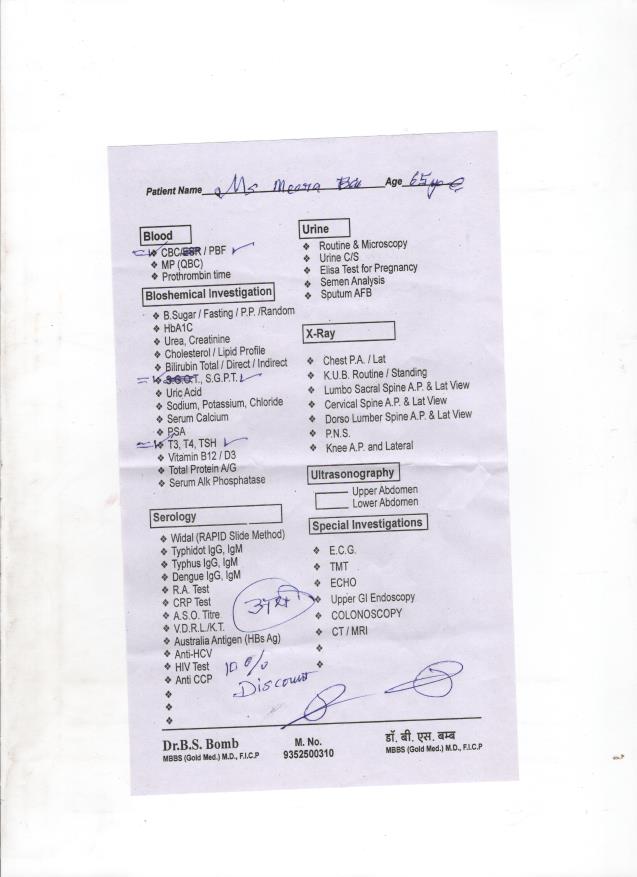 Patient Name Ms Meera Age 65
Blood
CBC/ESR / PBF
MP (QBC)
Prothrombin time
Bloshemical Investigation
B.Sugar / Fasting / P.P. /Random
HbA1C
Urea, Creatinine
Cholesterol / Lipid Profile
Bilirubin Total / Direct / Indirect
S.G.O.T., S.G.P.T.
Uric Acid
Sodium, Potassium, Chloride
Serum Calcium
PSA
T3, T4, TSH
Vitamin B12 / D3
Total Protein A/G
Serum Alk Phosphatase
Serology
Widal (RAPID Slide Method)
Typhidot IgG, IgM
Typhus IgG, IgM
Dengue IgG, IgM
R.A. Test
CRP Test
A.S.O. Titre
V.D.R.L./K.T.
Australia Antigen (HBs Ag)
Anti-HCV
HIV Test
Anti CCP
10 %
Discount
Urine
Routine & Microscopy
Urine C/S
Elisa Test for Pregnancy
Semen Analysis
Sputum AFB
X-Ray
Chest P.A. / Lat
K.U.B. Routine / Standing
Lumbo Sacral Spine A.P. & Lat View
Cervical Spine A.P. & Lat View
Dorso Lumber Spine A.P. & Lat View
P.N.S.
Knee A.P. and Lateral
Ultrasonography
Upper Abdomen
Lower Abdomen
Special Investigations
E.C.G.
TMT
ECHO
Upper GI Endoscopy
COLONOSCOPY
CT / MRI
Dr.B.S. Bomb
MBBS (Gold Med.) M.D., F.I.C.P
M. No.
9352500310
डॉ. बी. एस. बम्ब
MBBS (Gold Med.) M.D., F.I.C.P